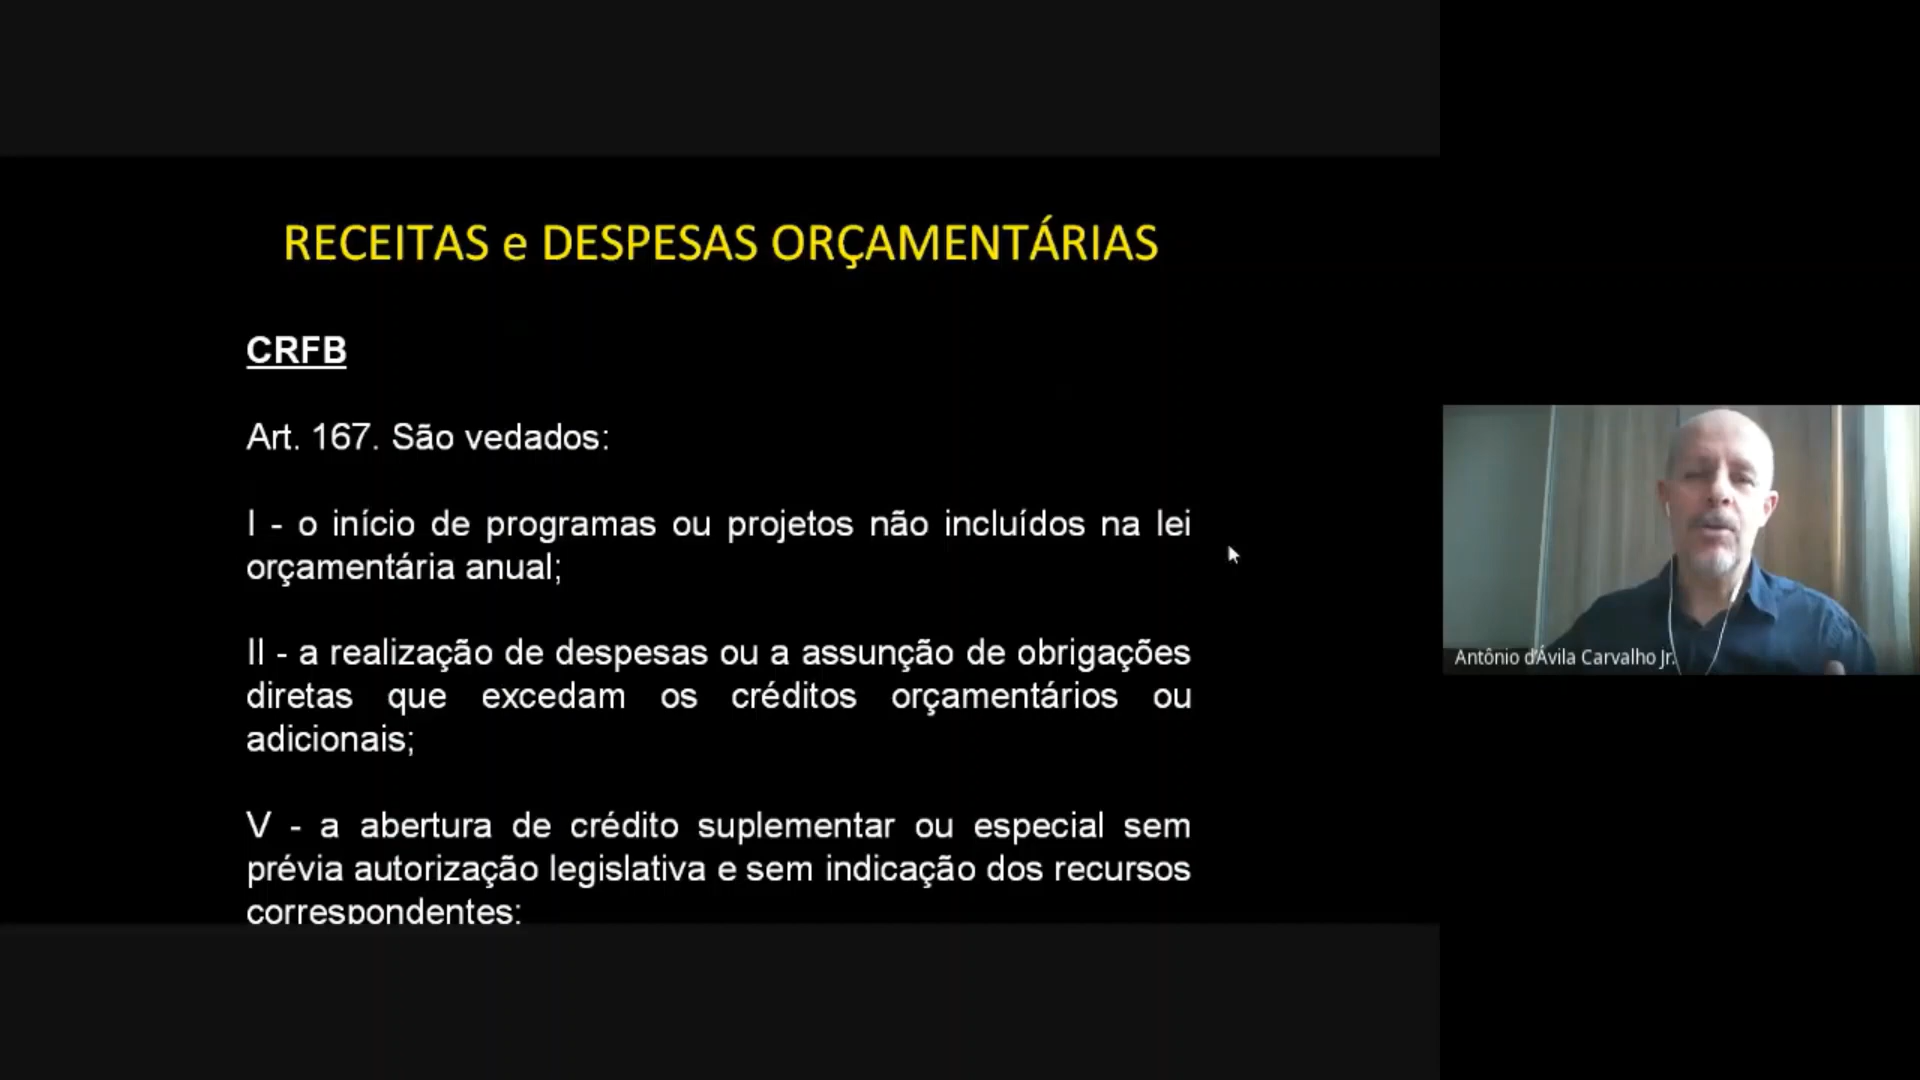 RECEITAS e DESPESAS ORÇAMENTÁRIAS
CRFB
Art. 167. São vedados:
I - o início de programas ou projetos não incluídos na lei
orçamentária anual;
II - a realização de despesas ou a assunção de obrigações
diretas que excedam os créditos orçamentários ou
adicionais;
V - a abertura de crédito suplementar ou especial sem
prévia autorização legislativa e sem indicação dos recursos
correspondentes;
Antônio d'Ávila Carvalho Jr.